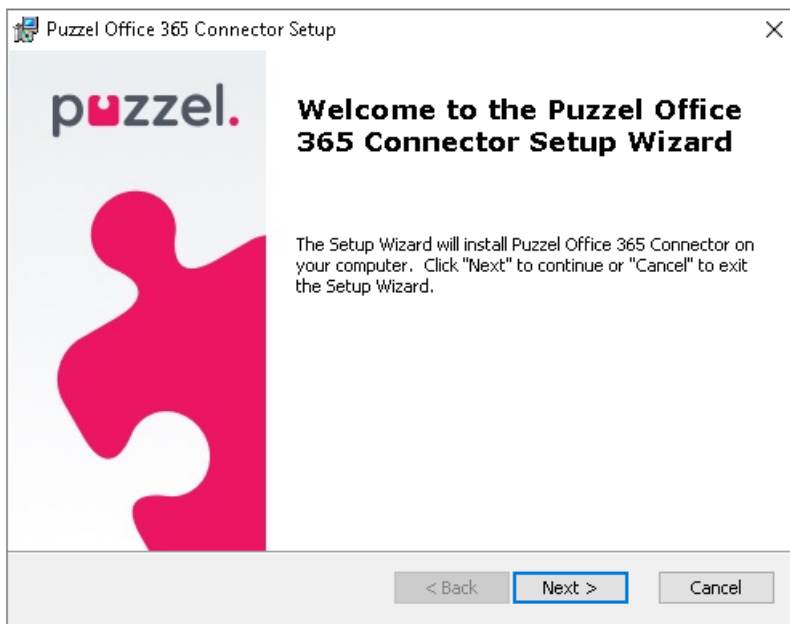 Puzzel Office 365 Connector Setup
puzzel.
Welcome to the Puzzel Office
365 Connector Setup Wizard
The Setup Wizard will install Puzzel Office 365 Connector on
your computer.  Click "Next" to continue or "Cancel" to exit
the Setup Wizard.
< Back
Next >
Cancel